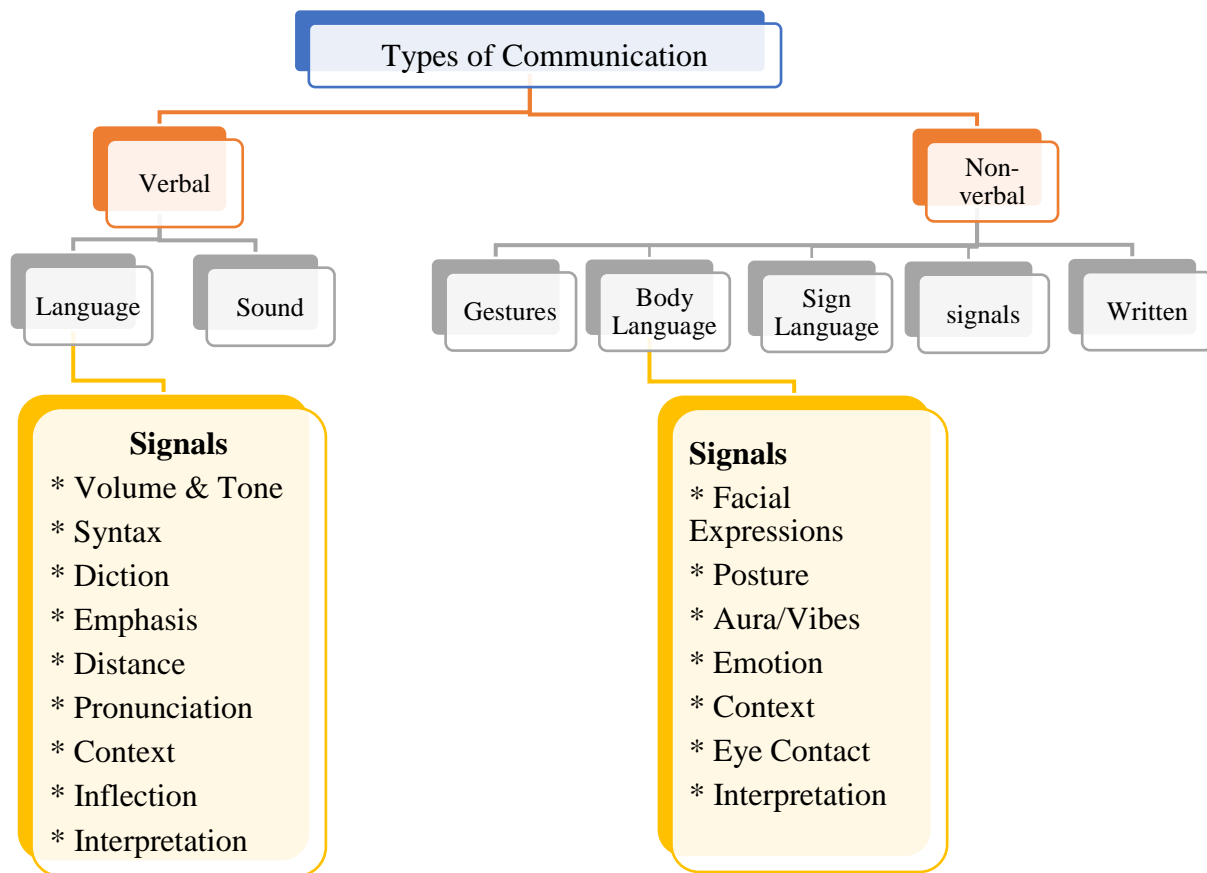 Types of Communication
Verbal
Non-
verbal
Language
Sound
Gestures
Body
Language
Sign
Language
signals
Written
Signals
* Volume & Tone
* Syntax
* Diction
* Emphasis
* Distance
* Pronunciation
* Context
* Inflection
* Interpretation
Signals
* Facial
Expressions
* Posture
* Aura/Vibes
* Emotion
* Context
* Eye Contact
* Interpretation